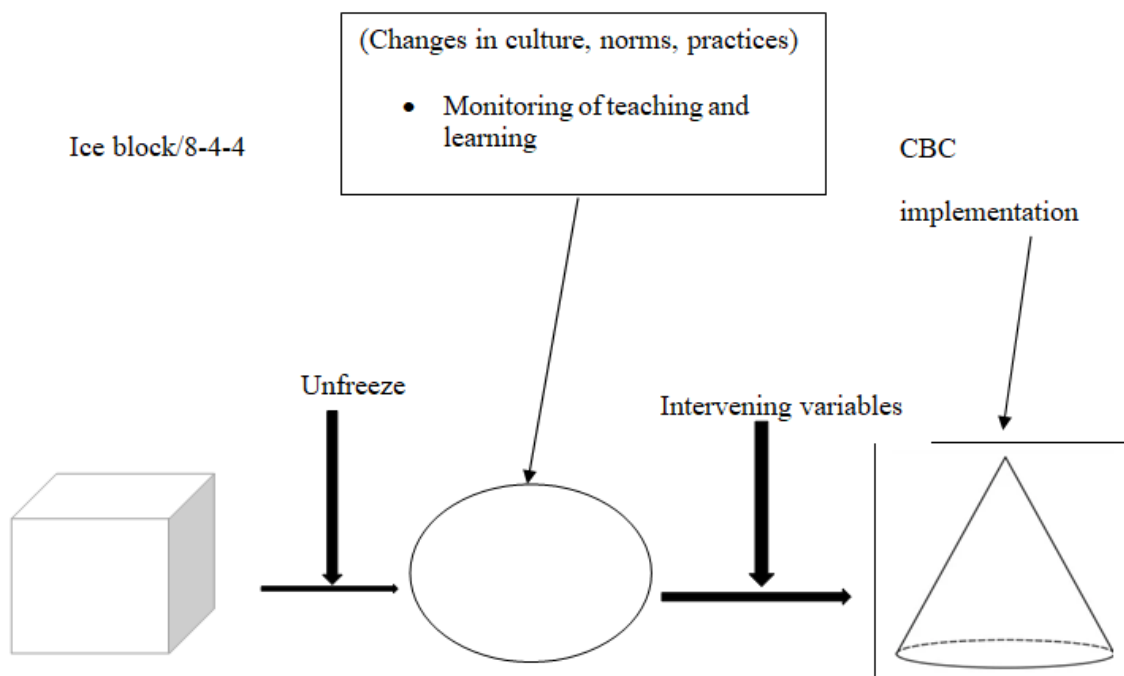 (Changes in culture, norms, practices)
• Monitoring of teaching and
learning
Ice block/8-4-4
CBC
implementation
Unfreeze
Intervening variables